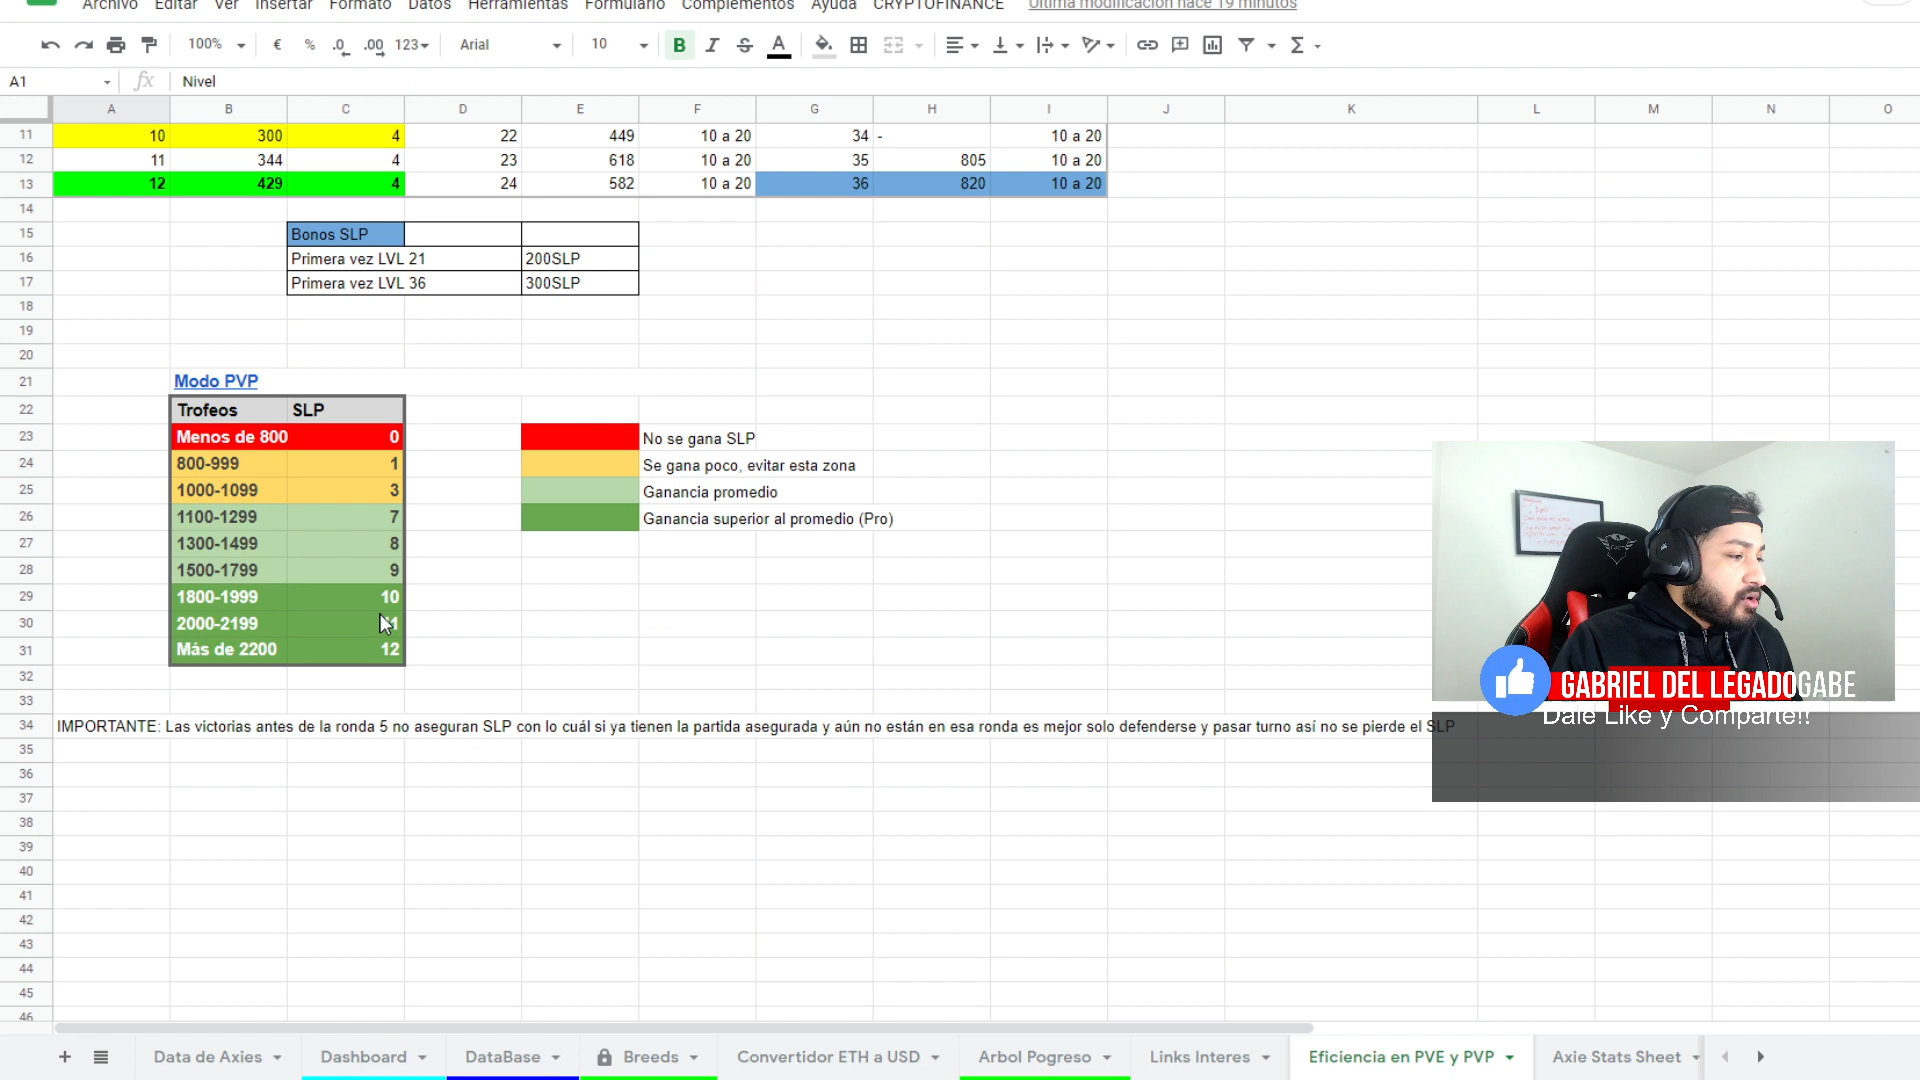 Archivo Editar Ver Insertar Formato Datos Herramientas Formulario Complementos Ayuda CRYPTOFINANCE Última modificación hace 19 minutos
100% € % .0 .00 123 Arial 10 B I S A
A1 fx Nivel
A B C D E F G H I J K L M N O
11 10 300 4 22 449 10 a 20 34 - 10 a 20
12 11 344 4 23 618 10 a 20 35 805 10 a 20
13 12 429 4 24 582 10 a 20 36 820 10 a 20
14
15 Bonos SLP
16 Primera vez LVL 21 200SLP
17 Primera vez LVL 36 300SLP
18
19
20
21 Modo PVP
22 Trofeos SLP
23 Menos de 800 0 No se gana SLP
24 800-999 1 Se gana poco, evitar esta zona
25 1000-1099 3 Ganancia promedio
26 1100-1299 7 Ganancia superior al promedio (Pro)
27 1300-1499 8
28 1500-1799 9
29 1800-1999 10
30 2000-2199 1
31 Más de 2200 12
32
33
34 IMPORTANTE: Las victorias antes de la ronda 5 no aseguran SLP con lo cuál si ya tienen la partida asegurada y aún no están en esa ronda es mejor solo defenderse y pasar turno así no se pierde el SLP
35
36
37
38
39
40
41
42
43
44
45
46
GABRIEL DEL LEGADOGABE
Dale Like y Comparte!!
+ Data de Axies Dashboard DataBase Breeds Convertidor ETH a USD Arbol Pogreso Links Interes Eficiencia en PVE y PVP Axie Stats Sheet